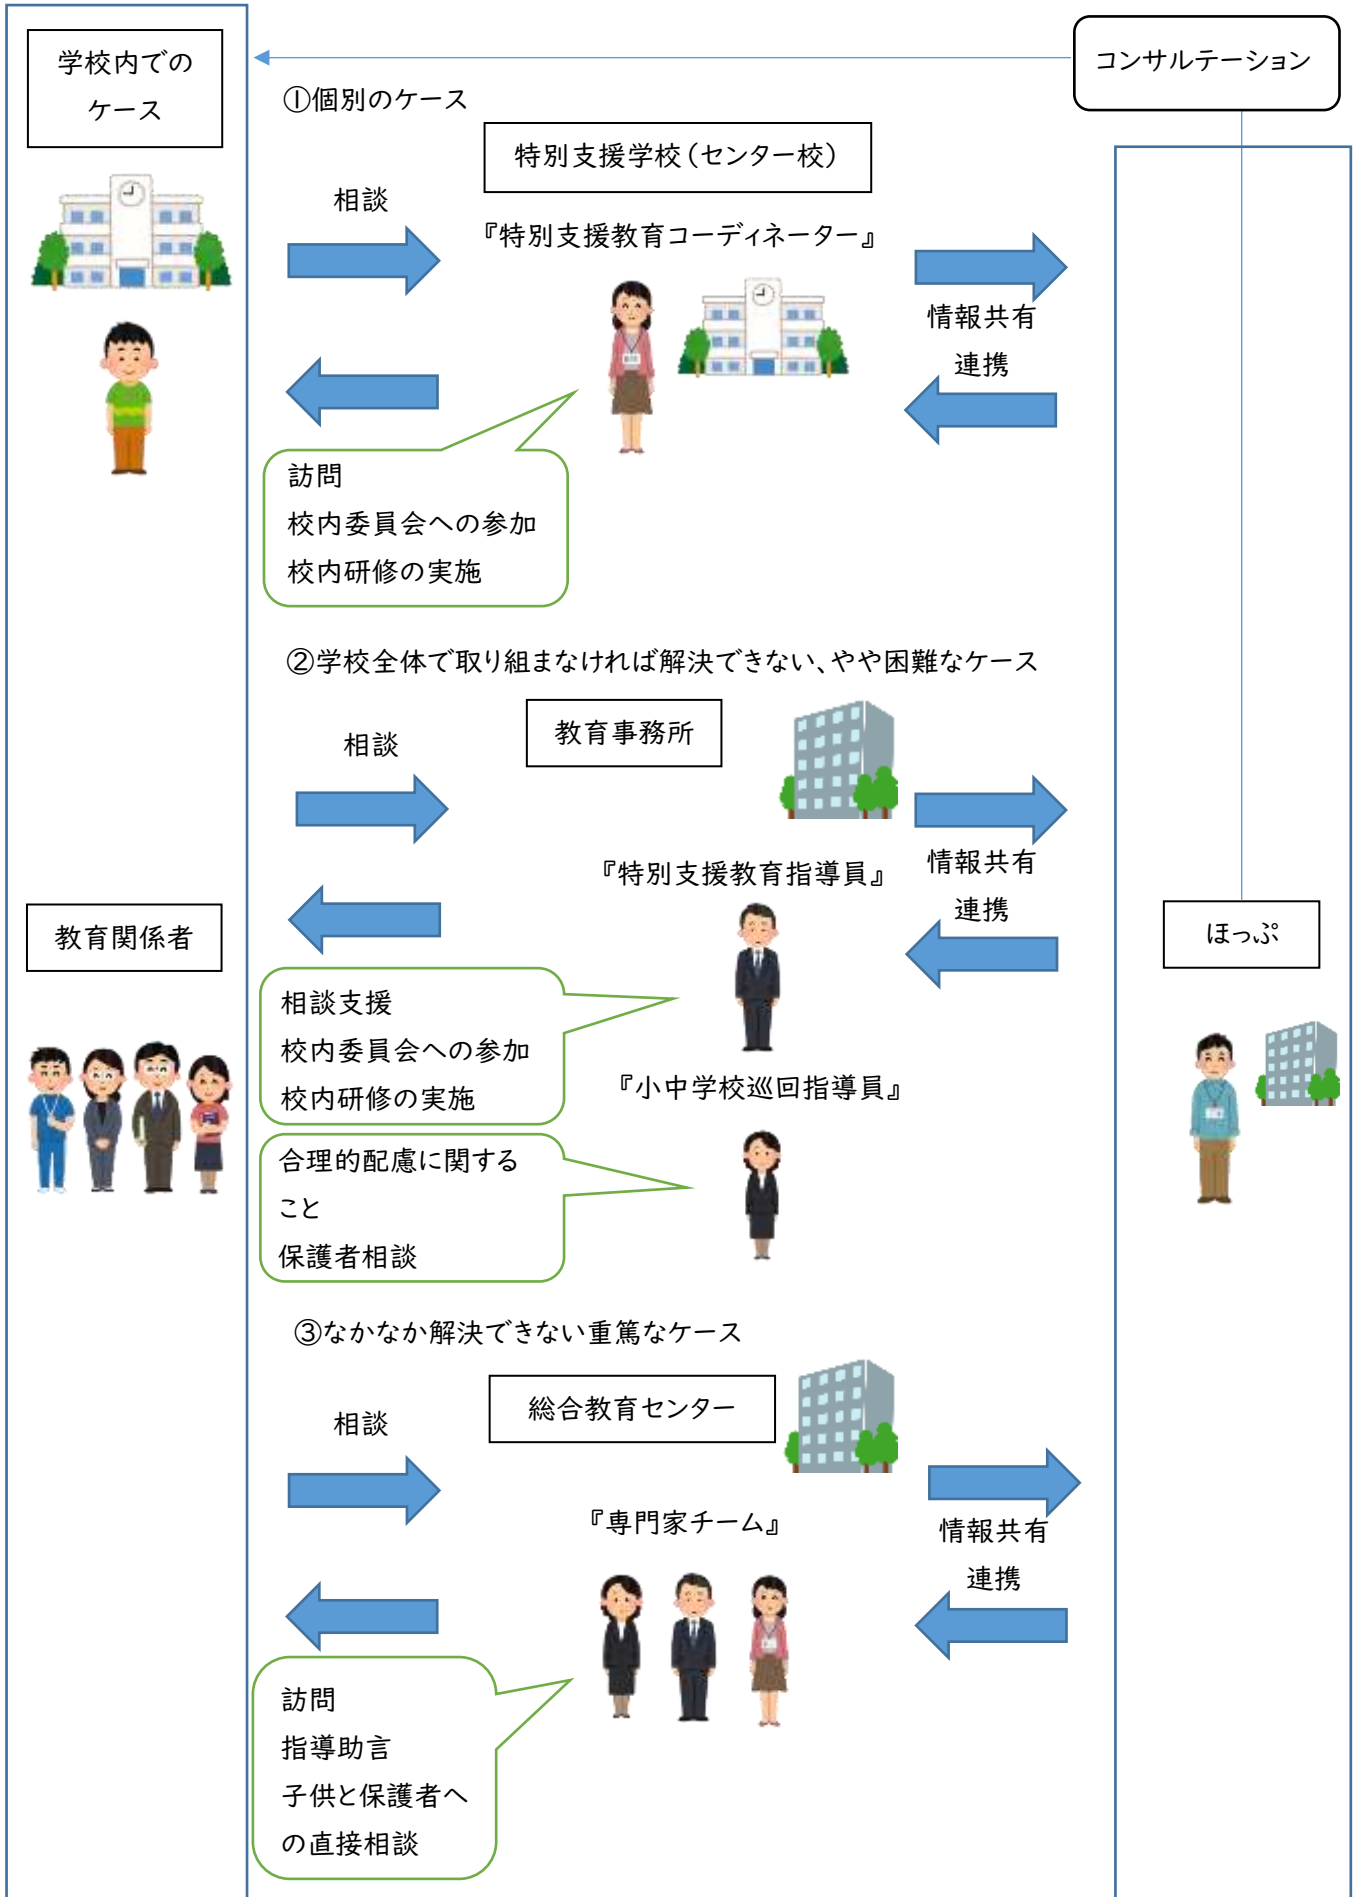 学校内での
ケース
コンサルテーション
①個別のケース
特別支援学校(センター校)
相談
『特別支援教育コーディネーター』
情報共有
連携
訪問
校内委員会への参加
校内研修の実施
②学校全体で取り組まなければ解決できない、やや困難なケース
相談
教育事務所
『特別支援教育指導員』
情報共有
連携
教育関係者
ほっぷ
相談支援
校内委員会への参加
校内研修の実施
『小中学校巡回指導員』
合理的配慮に関する
こと
保護者相談
③なかなか解決できない重篤なケース
相談
総合教育センター
『専門家チーム』
情報共有
連携
訪問
指導助言
子供と保護者へ
の直接相談